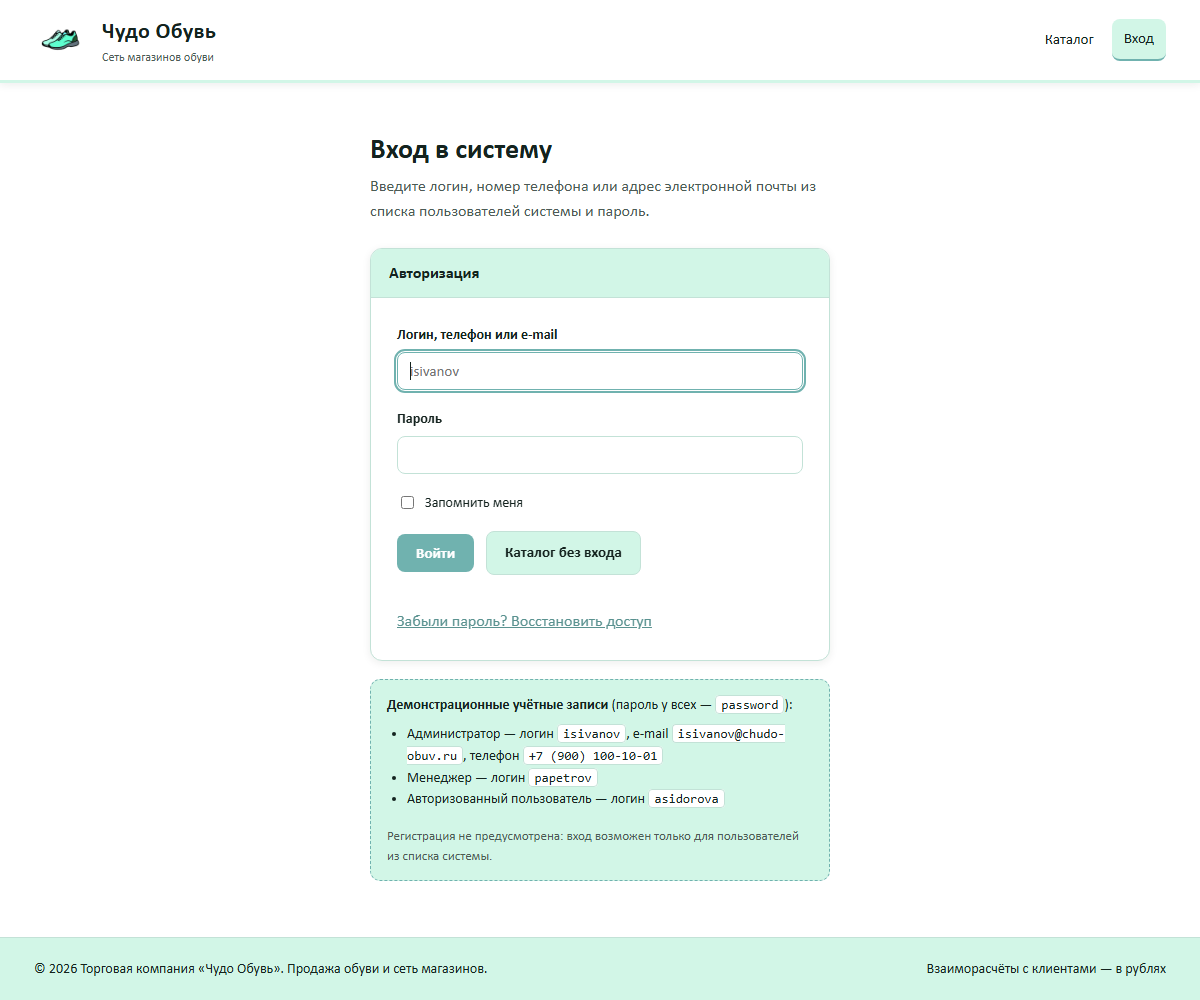 Чудо Обувь
Сеть магазинов обуви
Каталог
Вход
Вход в систему
Введите логин, номер телефона или адрес электронной почты из
списка пользователей системы и пароль.
Авторизация
Логин, телефон или e-mail
isivanov
Пароль
Запомнить меня
Войти
Каталог без входа
Забыли пароль? Восстановить доступ
Демонстрационные учётные записи (пароль у всех — password):
• Администратор — логин isivanov, e-mail isivanov@chudo-
obuv.ru, телефон +7 (900) 100-10-01
• Менеджер — логин papetrov
• Авторизованный пользователь — логин asidorova
Регистрация не предусмотрена: вход возможен только для пользователей
из списка системы.
© 2026 Торговая компания «Чудо Обувь». Продажа обуви и сеть магазинов.
Взаиморасчёты с клиентами — в рублях